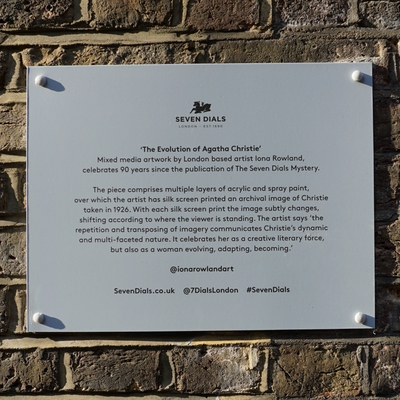 SEVEN DIALS
LONDON - EST 1690
'The Evolution of Agatha Christie'
Mixed media artwork by London based artist Iona Rowland,
celebrates 90 years since the publication of The Seven Dials Mystery.
The piece comprises multiple layers of acrylic and spray paint,
over which the artist has silk screen printed an archival image of Christie
taken in 1926. With each silk screen print the image subtly changes,
shifting according to where the viewer is standing. The artist says 'the
repetition and transposing of imagery communicates Christie's dynamic
and multi-faceted nature. It celebrates her as a creative literary force,
but also as a woman evolving, adapting, becoming.'
@ionarowlandart
SevenDials.co.uk @7DialsLondon #SevenDials